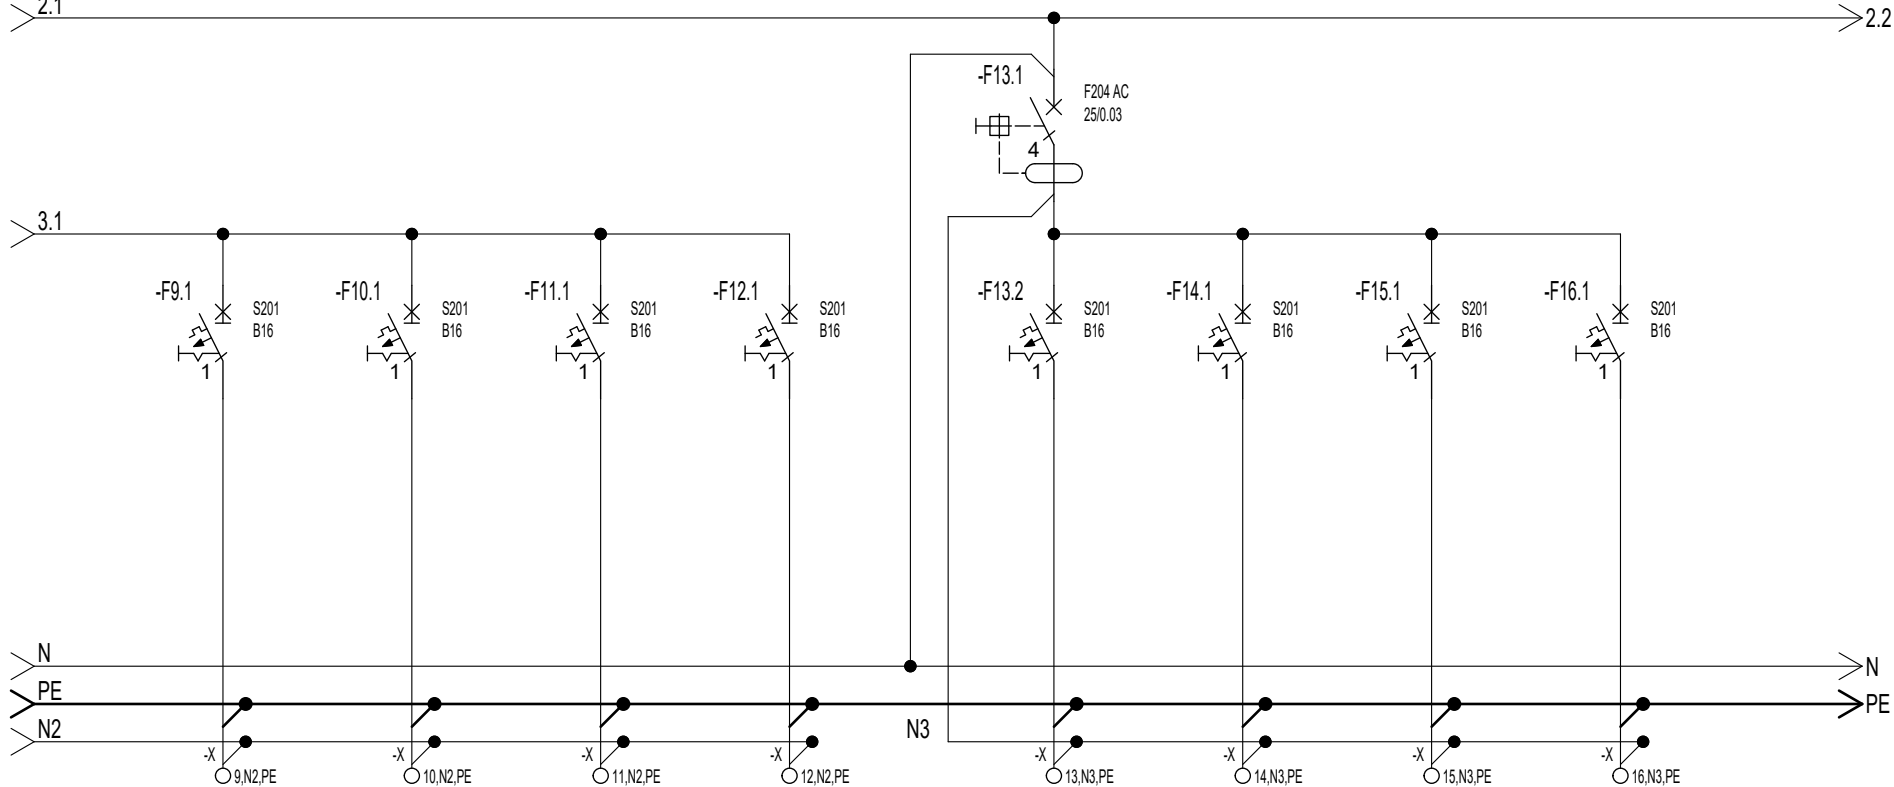 2.1
2.2
-F13.1
F204 AC
25/0.03
4
3.1
-F9.1
S201
B16
1
-F10.1
S201
B16
1
-F11.1
S201
B16
1
-F12.1
S201
B16
1
-F13.2
S201
B16
1
-F14.1
S201
B16
1
-F15.1
S201
B16
1
-F16.1
S201
B16
1
N
N
PE
PE
N2
N3
-X
9,N2,PE
-X
10,N2,PE
-X
11,N2,PE
-X
12,N2,PE
-X
13,N3,PE
-X
14,N3,PE
-X
15,N3,PE
-X
16,N3,PE